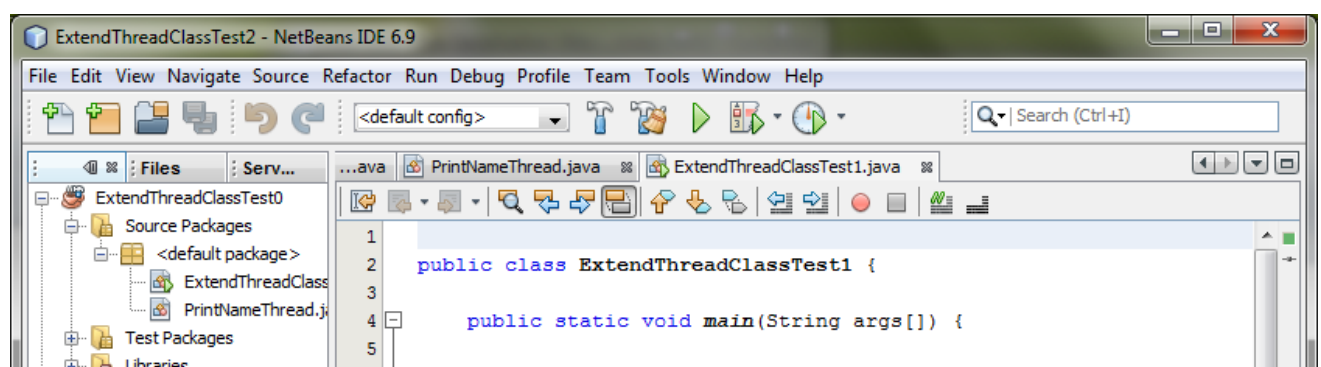 ExtendThreadClassTest2 - NetBeans IDE 6.9
File Edit View Navigate Source Refactor Run Debug Profile Team Tools Window Help
<default config>
Search (Ctrl+I)
Files Serv... ...ava PrintNameThread.java ExtendThreadClassTest1.java
ExtendThreadClassTest0
Source Packages
<default package>
ExtendThreadClass
PrintNameThread.j
Test Packages
Libraries
1
2 public class ExtendThreadClassTest1 {
3
4 public static void main(String args[]) {
5